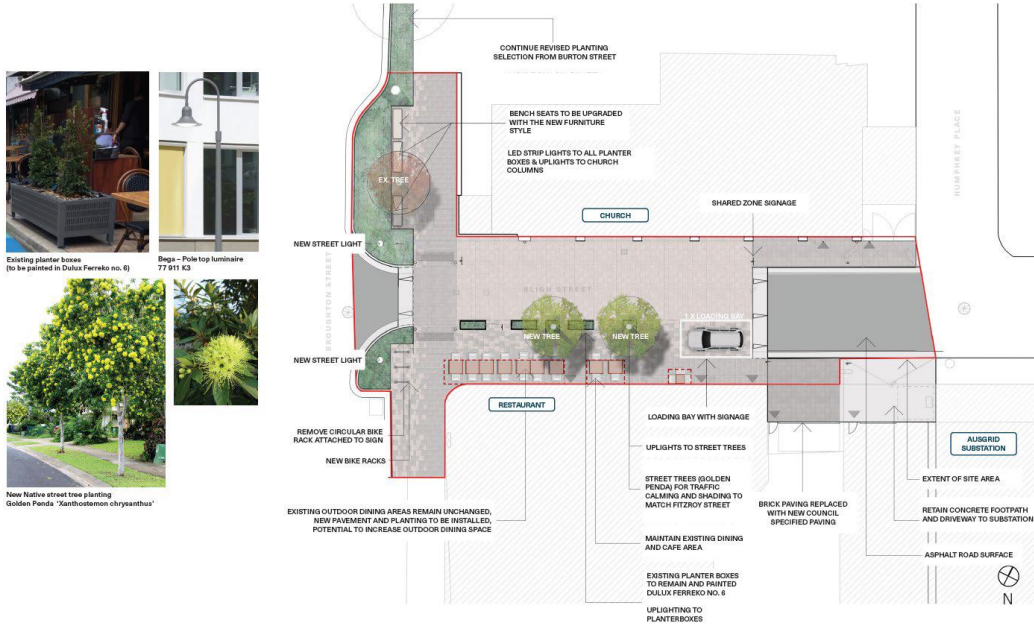 Existing planter boxes
(to be painted in Dulux Ferreko no. 6)
Bega – Pole top luminaire
77 911 K3
New Native street tree planting
Golden Penda 'Xanthostemon chrysanthus'
CONTINUE REVISED PLANTING
SELECTION FROM BURTON STREET
BENCH SEATS TO BE UPGRADED
WITH THE NEW FURNITURE
STYLE
LED STRIP LIGHTS TO ALL PLANTER
BOXES & UPLIGHTS TO CHURCH
COLUMNS
EX. TREE
CHURCH
SHARED ZONE SIGNAGE
HUMPHREY PLACE
NEW STREET LIGHT
BROUGHTON STREET
BLIGH STREET
NEW TREE
NEW TREE
1 X LOADING BAY
NEW STREET LIGHT
RESTAURANT
REMOVE CIRCULAR BIKE
RACK ATTACHED TO SIGN
NEW BIKE RACKS
EXISTING OUTDOOR DINING AREAS REMAIN UNCHANGED,
NEW PAVEMENT AND PLANTING TO BE INSTALLED,
POTENTIAL TO INCREASE OUTDOOR DINING SPACE
LOADING BAY WITH SIGNAGE
UPLIGHTS TO STREET TREES
STREET TREES (GOLDEN
PENDA) FOR TRAFFIC
CALMING AND SHADING TO
MATCH FITZROY STREET
MAINTAIN EXISTING DINING
AND CAFE AREA
EXISTING PLANTER BOXES
TO REMAIN AND PAINTED
DULUX FERREKO NO. 6
UPLIGHTING TO
PLANTERBOXES
BRICK PAVING REPLACED
WITH NEW COUNCIL
SPECIFIED PAVING
AUSGRID
SUBSTATION
EXTENT OF SITE AREA
RETAIN CONCRETE FOOTPATH
AND DRIVEWAY TO SUBSTATION
ASPHALT ROAD SURFACE
N